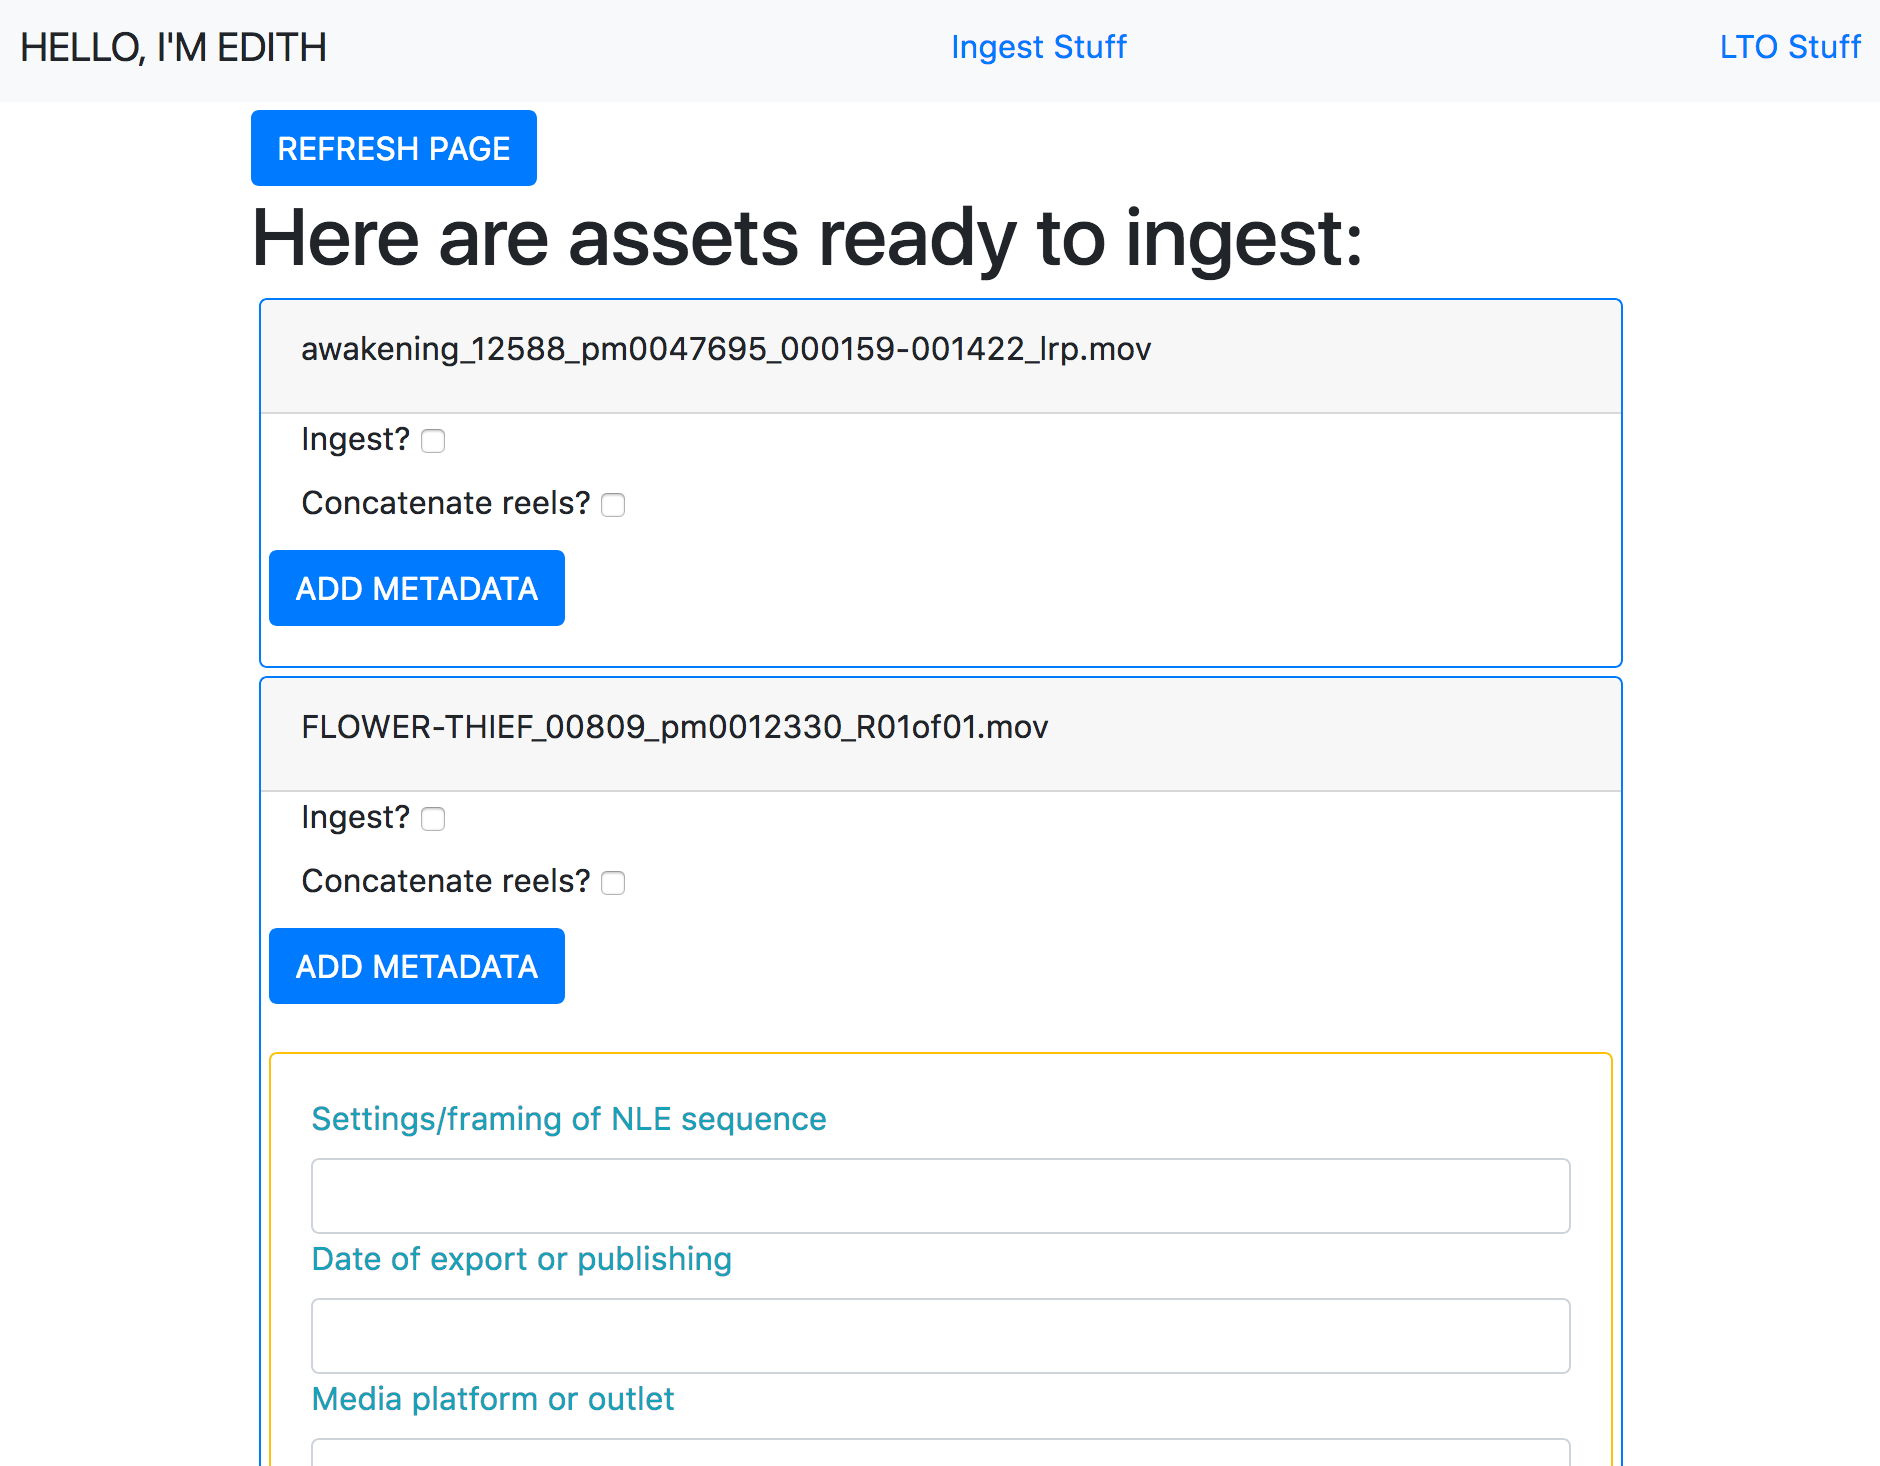 HELLO, I'M EDITH
Ingest Stuff
LTO Stuff
REFRESH PAGE
Here are assets ready to ingest:
awakening_12588_pm0047695_000159-001422_lrp.mov
Ingest?
Concatenate reels?
ADD METADATA
FLOWER-THIEF_00809_pm0012330_R01of01.mov
Ingest?
Concatenate reels?
ADD METADATA
Settings/framing of NLE sequence
Date of export or publishing
Media platform or outlet